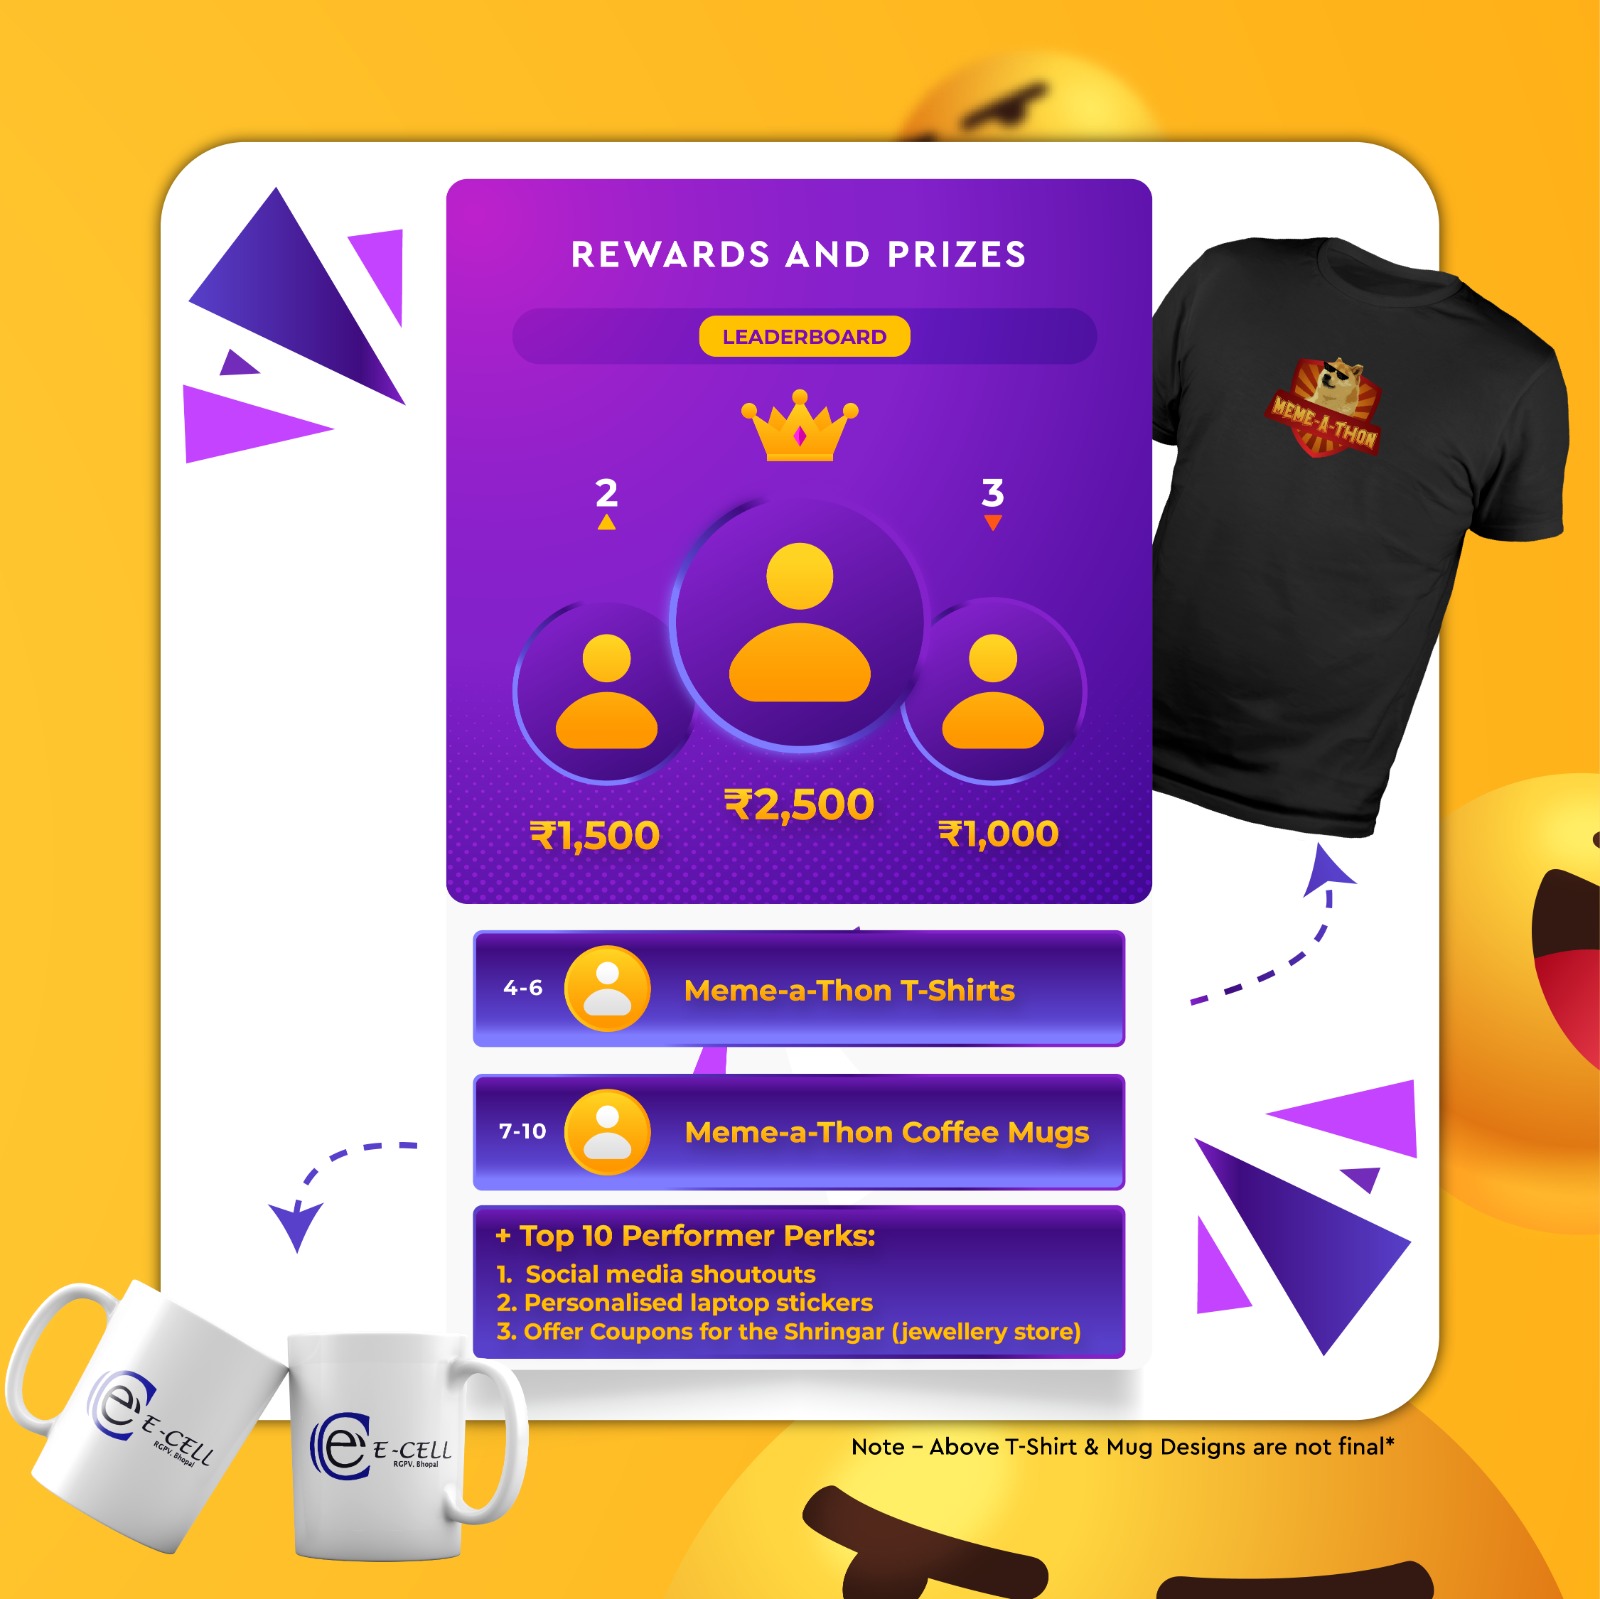 REWARDS AND PRIZES
LEADERBOARD
2
3
₹2,500
₹1,500
₹1,000
MEME-A-THON
4-6
Meme-a-Thon T-Shirts
7-10
Meme-a-Thon Coffee Mugs
+ Top 10 Performer Perks:
1. Social media shoutouts
2. Personalised laptop stickers
3. Offer Coupons for the Shringar (jewellery store)
e E-CELL
RGPV, Bhopal
e E-CELL
RGPV, Bhopal
Note – Above T-Shirt & Mug Designs are not final*